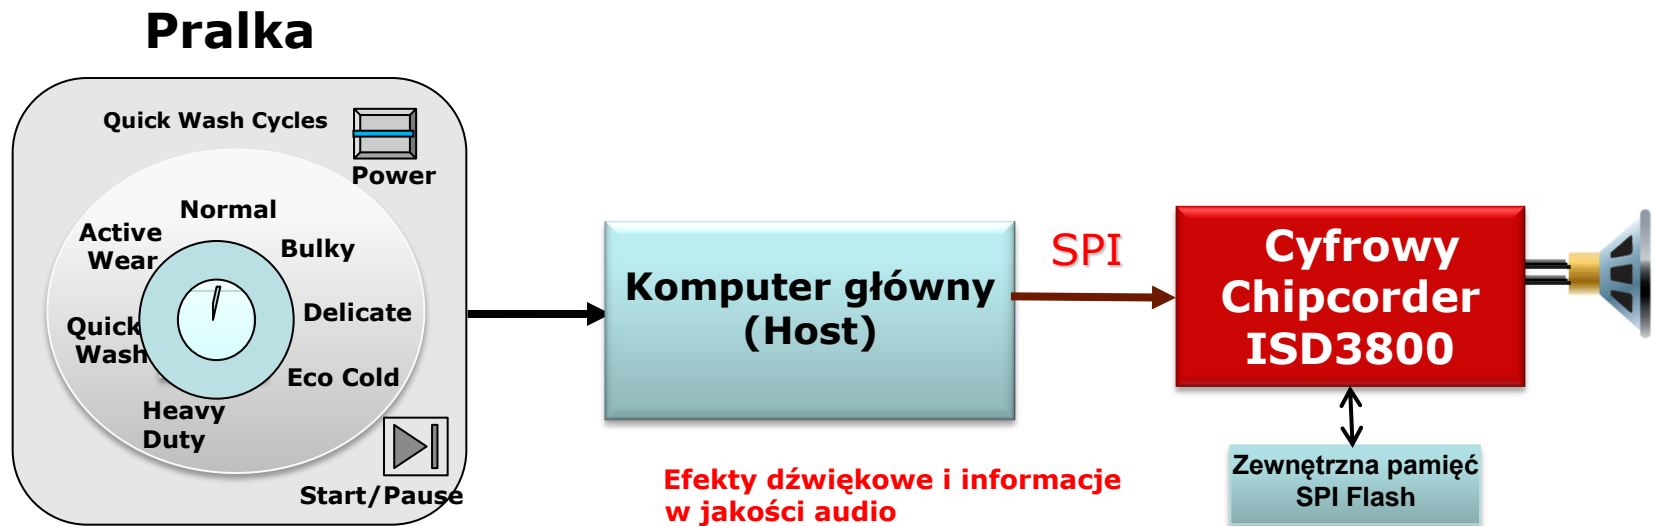 Pralka
Quick Wash Cycles
Power
Normal
Active
Wear
Bulky
Delicate
Quick
Wash
Eco Cold
Heavy
Duty
Start/Pause
Komputer główny
(Host)
SPI
Cyfrowy
Chipcorder
ISD3800
Zewnętrzna pamięć
SPI Flash
Efekty dźwiękowe i informacje
w jakości audio